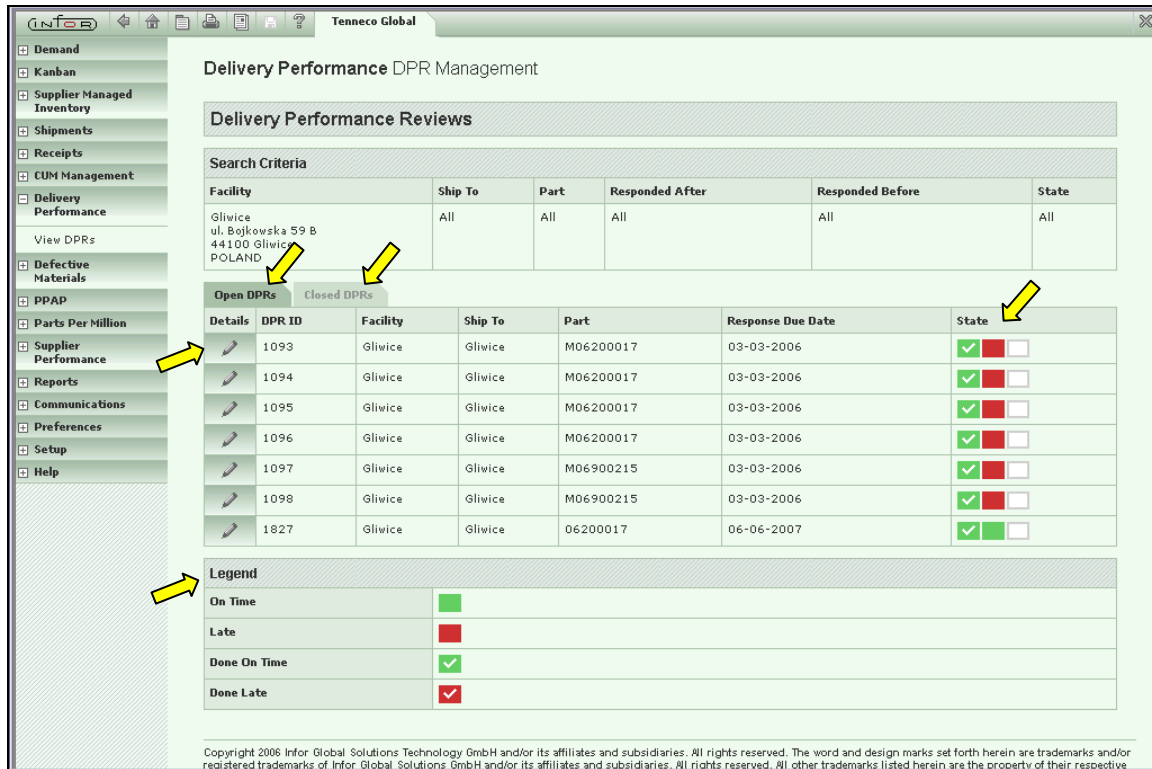 infor ? Tenneco Global
Demand
Kanban
Supplier Managed
Inventory
Shipments
Receipts
CUM Management
Delivery
Performance
View DPRs
Defective
Materials
PPAP
Parts Per Million
Supplier
Performance
Reports
Communications
Preferences
Setup
Help
Delivery Performance DPR Management
Delivery Performance Reviews
Search Criteria
Facility Ship To Part Responded After Responded Before State
Gliwice All All All All All
ul. Bojkowska 59 B
44100 Gliwice
POLAND
Open DPRs Closed DPRs
Details DPR ID Facility Ship To Part Response Due Date State
1093 Gliwice Gliwice M06200017 03-03-2006
1094 Gliwice Gliwice M06200017 03-03-2006
1095 Gliwice Gliwice M06200017 03-03-2006
1096 Gliwice Gliwice M06200017 03-03-2006
1097 Gliwice Gliwice M06900215 03-03-2006
1098 Gliwice Gliwice M06900215 03-03-2006
1827 Gliwice Gliwice 06200017 06-06-2007
Legend
On Time
Late
Done On Time
Done Late
Copyright 2006 Infor Global Solutions Technology GmbH and/or its affiliates and subsidiaries. All rights reserved. The word and design marks set forth herein are trademarks and/or
registered trademarks of Infor Global Solutions GmbH and/or its affiliates and subsidiaries. All rights reserved. All other trademarks listed herein are the property of their respective